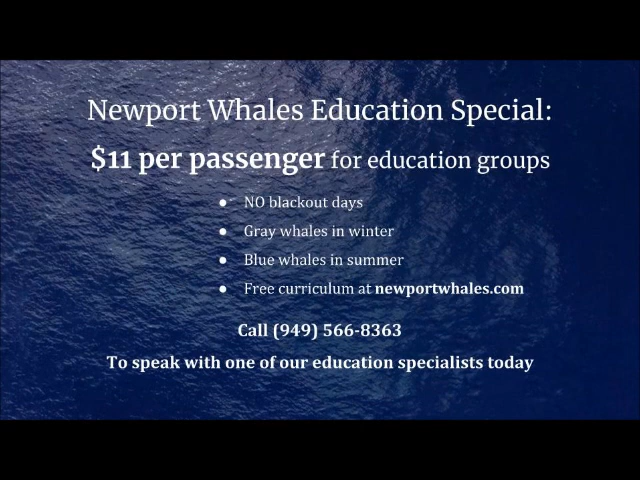 Newport Whales Education Special:
$11 per passenger for education groups
● NO blackout days
● Gray whales in winter
● Blue whales in summer
● Free curriculum at newportwhales.com
Call (949) 566-8363
To speak with one of our education specialists today